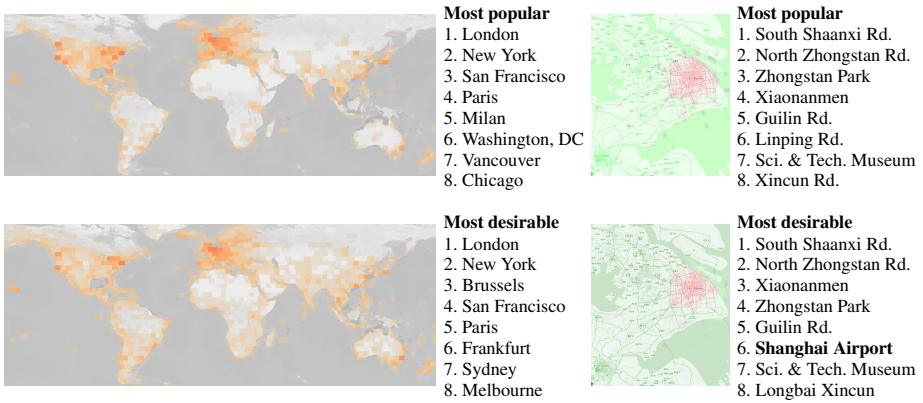 Most popular
1. London
2. New York
3. San Francisco
4. Paris
5. Milan
6. Washington, DC
7. Vancouver
8. Chicago
Most popular
1. South Shaanxi Rd.
2. North Zhongstan Rd.
3. Zhongstan Park
4. Xiaonanmen
5. Guilin Rd.
6. Linping Rd.
7. Sci. & Tech. Museum
8. Xincun Rd.
Most desirable
1. London
2. New York
3. Brussels
4. San Francisco
5. Paris
6. Frankfurt
7. Sydney
8. Melbourne
Most desirable
1. South Shaanxi Rd.
2. North Zhongstan Rd.
3. Xiaonanmen
4. Zhongstan Park
5. Guilin Rd.
6. Shanghai Airport
7. Sci. & Tech. Museum
8. Longbai Xincun